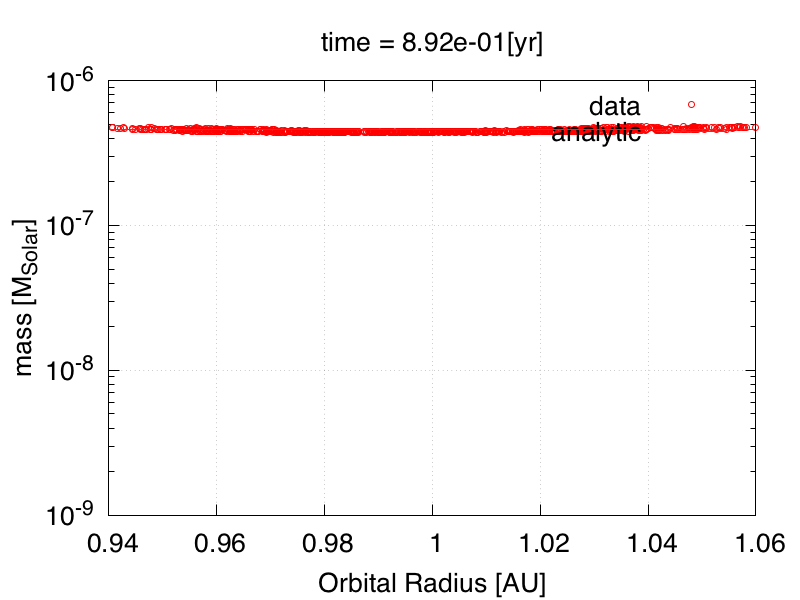 time = 8.92e-01[yr]
10^-6
data
analytic
10^-7
10^-8
10^-9
mass [M_Solar]
0.94 0.96 0.98 1 1.02 1.04 1.06
Orbital Radius [AU]